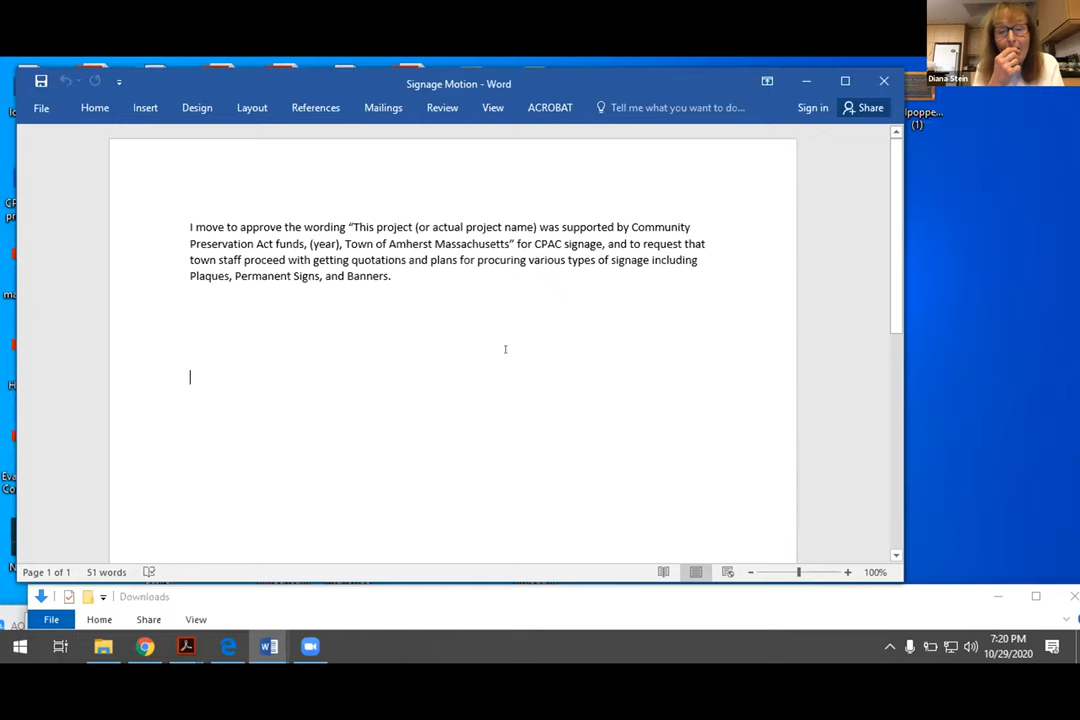 Diana Stein
Signage Motion - Word
File Home Insert Design Layout References Mailings Review View ACROBAT Tell me what you want to do... Sign in Share
lpoppe...
(1)
I move to approve the wording “This project (or actual project name) was supported by Community
Preservation Act funds, (year), Town of Amherst Massachusetts” for CPAC signage, and to request that
town staff proceed with getting quotations and plans for procuring various types of signage including
Plaques, Permanent Signs, and Banners.
Page 1 of 1 51 words 100%
Downloads
File Home Share View
7:20 PM
10/29/2020